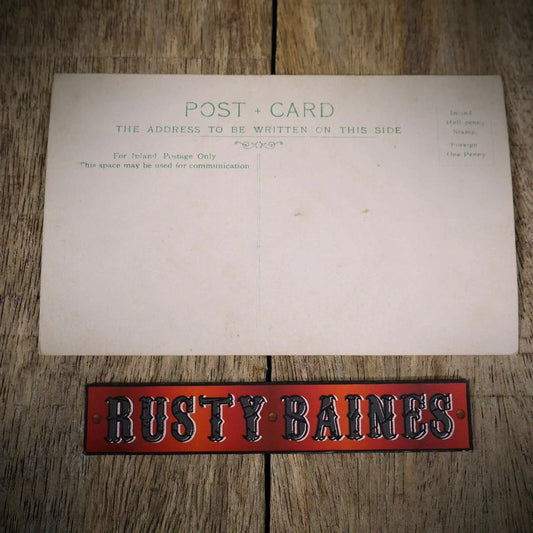 POST + CARD
THE ADDRESS TO BE WRITTEN ON THIS SIDE
For Inland Postage Only
This space may be used for communication
Inland
Half-penny
Stamp.
Foreign
One Penny
RUSTY BAINES